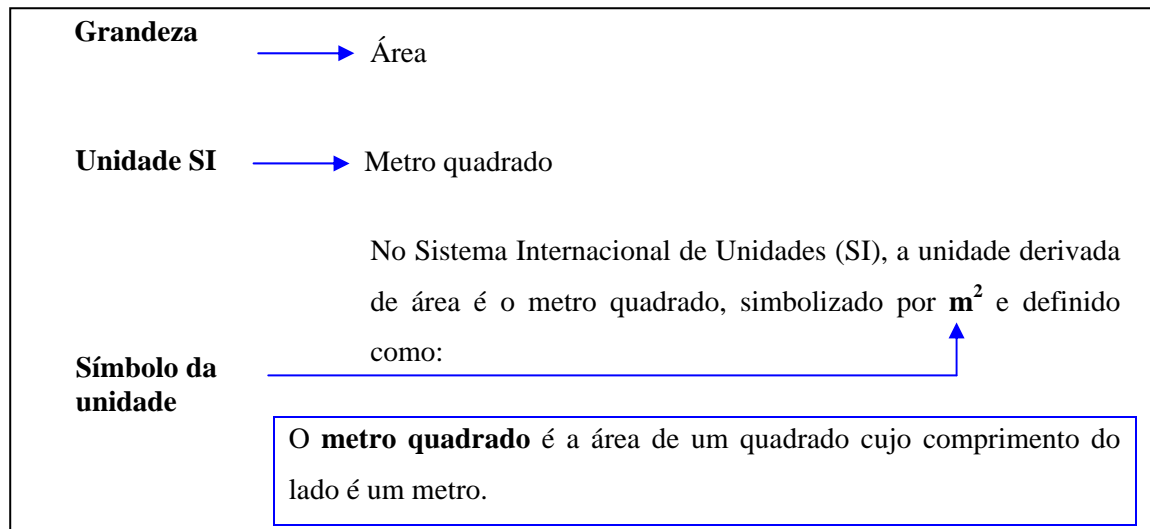 Grandeza
Área
Unidade SI
Metro quadrado
No Sistema Internacional de Unidades (SI), a unidade derivada
de área é o metro quadrado, simbolizado por m² e definido
como:
Símbolo da
unidade
O metro quadrado é a área de um quadrado cujo comprimento do
lado é um metro.